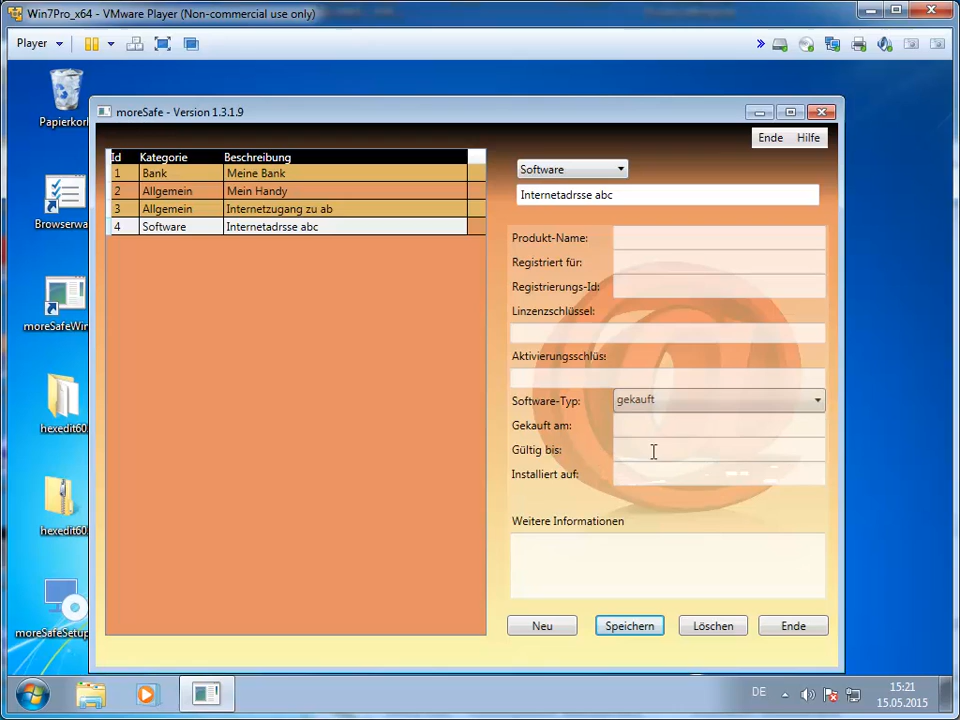 Win7Pro_x64 - VMware Player (Non-commercial use only)
Player
Papierkorb
Browserwa
moreSafeWin
hexedit60
hexedit60
moreSafeSetup
moreSafe - Version 1.3.1.9
Ende Hilfe
Id Kategorie Beschreibung
1 Bank Meine Bank
2 Allgemein Mein Handy
3 Allgemein Internetzugang zu ab
4 Software Internetadrsse abc
Software
Internetadrsse abc
Produkt-Name:
Registriert für:
Registrierungs-Id:
Linzenzschlüssel:
Aktivierungsschlüs:
Software-Typ: gekauft
Gekauft am:
Gültig bis:
Installiert auf:
Weitere Informationen
Neu Speichern Löschen Ende
DE
15:21
15.05.2015